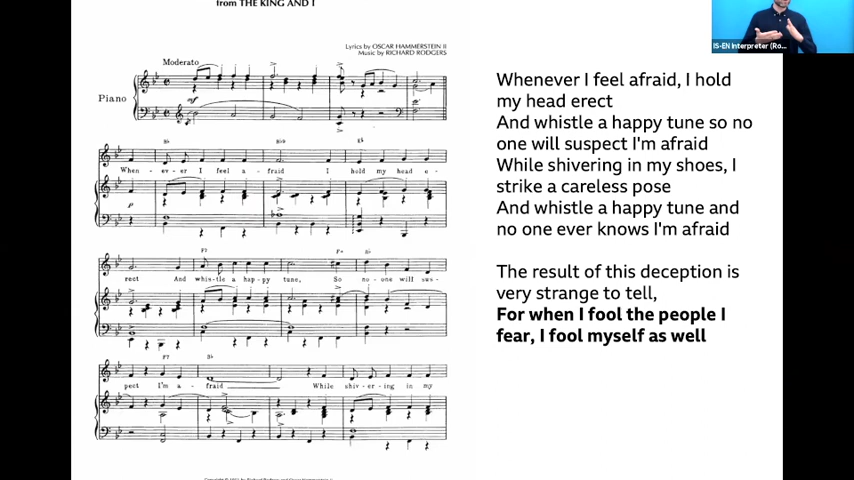 from THE KING AND I
Lyrics by OSCAR HAMMERSTEIN II
Music by RICHARD RODGERS
Moderato
Piano
mf
B♭
When - ev - er I feel a - fraid I hold my head e -
p
F7
rect And whis - tle a hap - py tune, So no - one will sus -
F7 B♭
pect I'm a - fraid While shiv - er - ing in my
IS-EN Interpreter (Ro...
Whenever I feel afraid, I hold
my head erect
And whistle a happy tune so no
one will suspect I'm afraid
While shivering in my shoes, I
strike a careless pose
And whistle a happy tune and
no one ever knows I'm afraid
The result of this deception is
very strange to tell,
For when I fool the people I
fear, I fool myself as well